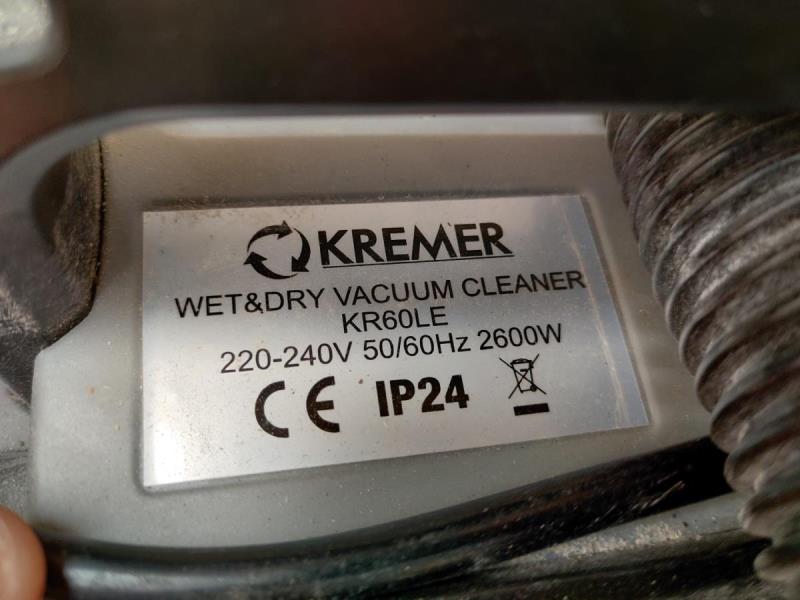 KREMER
WET&DRY VACUUM CLEANER
KR60LE
220-240V 50/60Hz 2600W
CE IP24